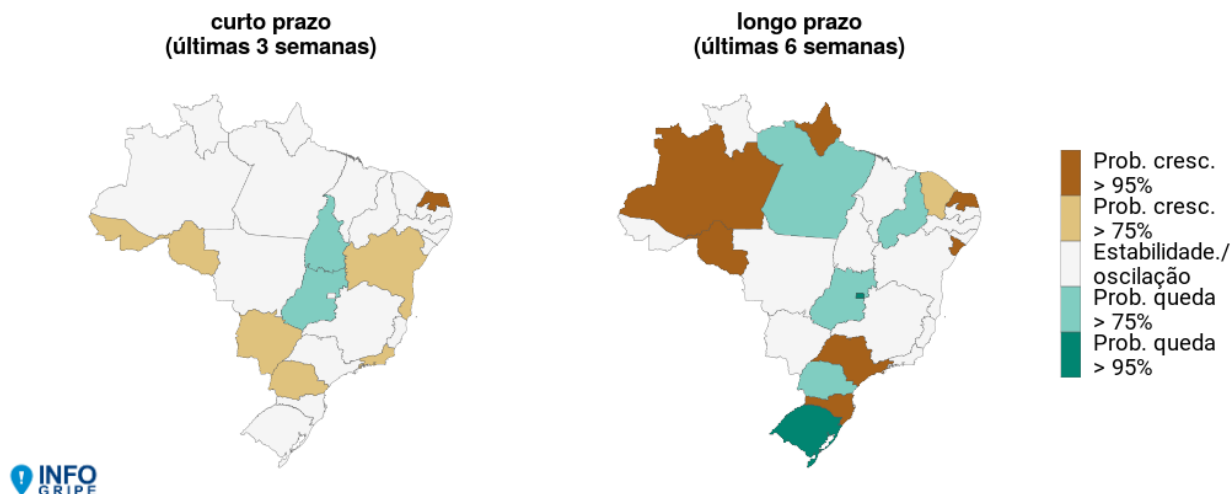 curto prazo
(últimas 3 semanas)
longo prazo
(últimas 6 semanas)
Prob. cresc.
> 95%
Prob. cresc.
> 75%
Estabilidade./
oscilação
Prob. queda
> 75%
Prob. queda
> 95%
INFO
GRIPE